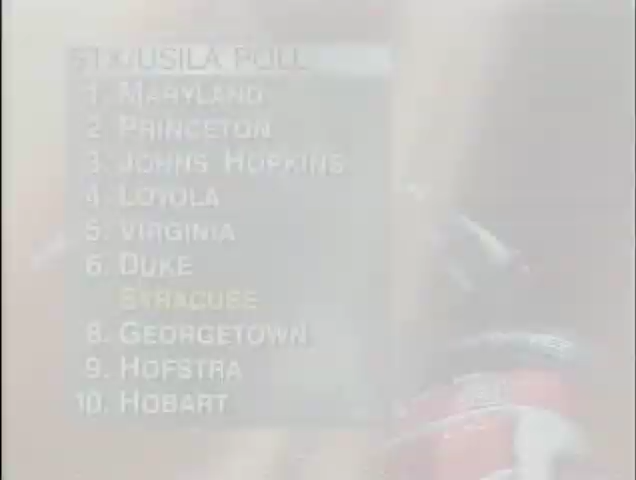 STX/USILA POLL
1. MARYLAND
2. PRINCETON
3. JOHNS HOPKINS
4. LOYOLA
5. VIRGINIA
6. DUKE
SYRACUSE
8. GEORGETOWN
9. HOFSTRA
10. HOBART